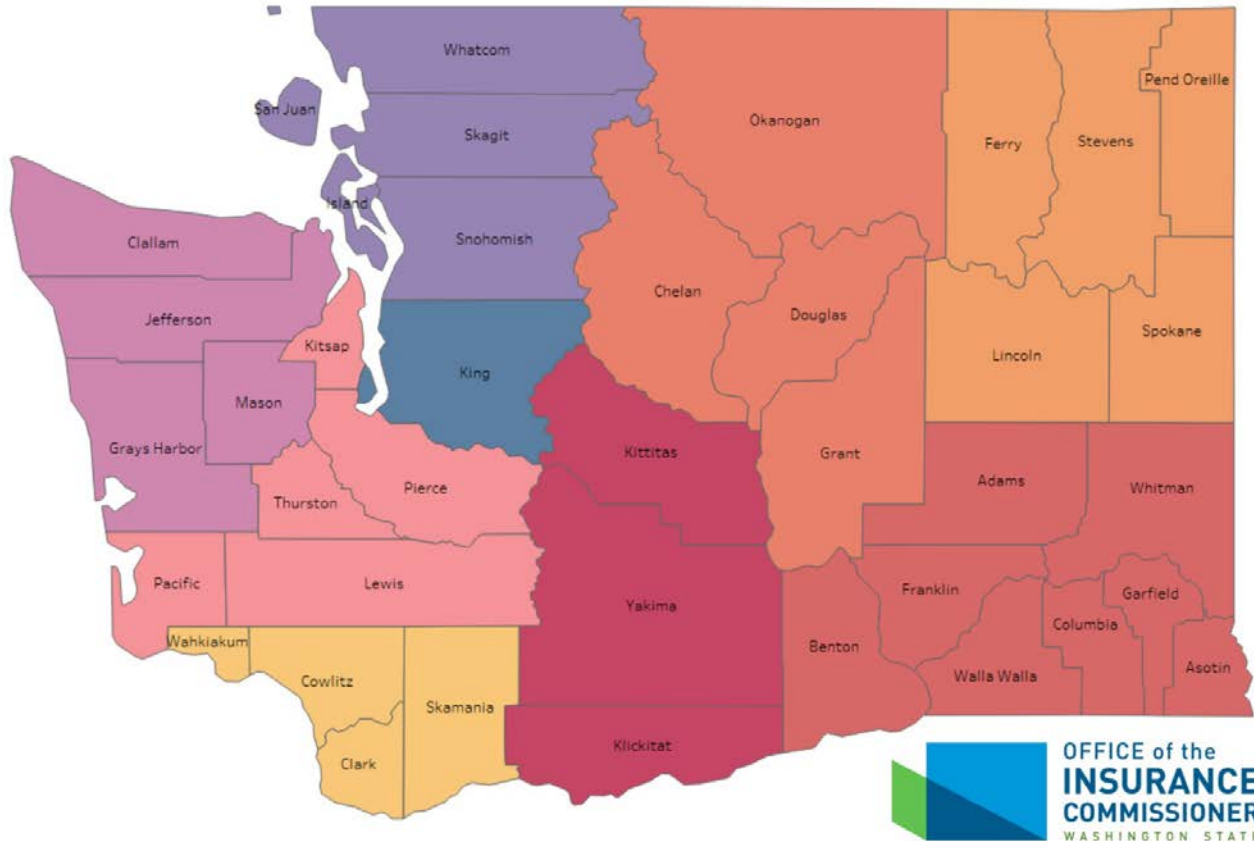 Whatcom
Pend Oreille
San Juan
Okanogan
Skagit
Ferry
Stevens
Island
Snohomish
Clallam
Chelan
Douglas
Jefferson
Spokane
Kitsap
Lincoln
King
Mason
Grays Harbor
Kittitas
Grant
Adams
Whitman
Pierce
Thurston
Pacific
Lewis
Franklin
Garfield
Yakima
Columbia
Wahkiakum
Benton
Asotin
Walla Walla
Cowlitz
Skamania
Klickitat
Clark
OFFICE of the
INSURANCE
COMMISSIONER
WASHINGTON STATE